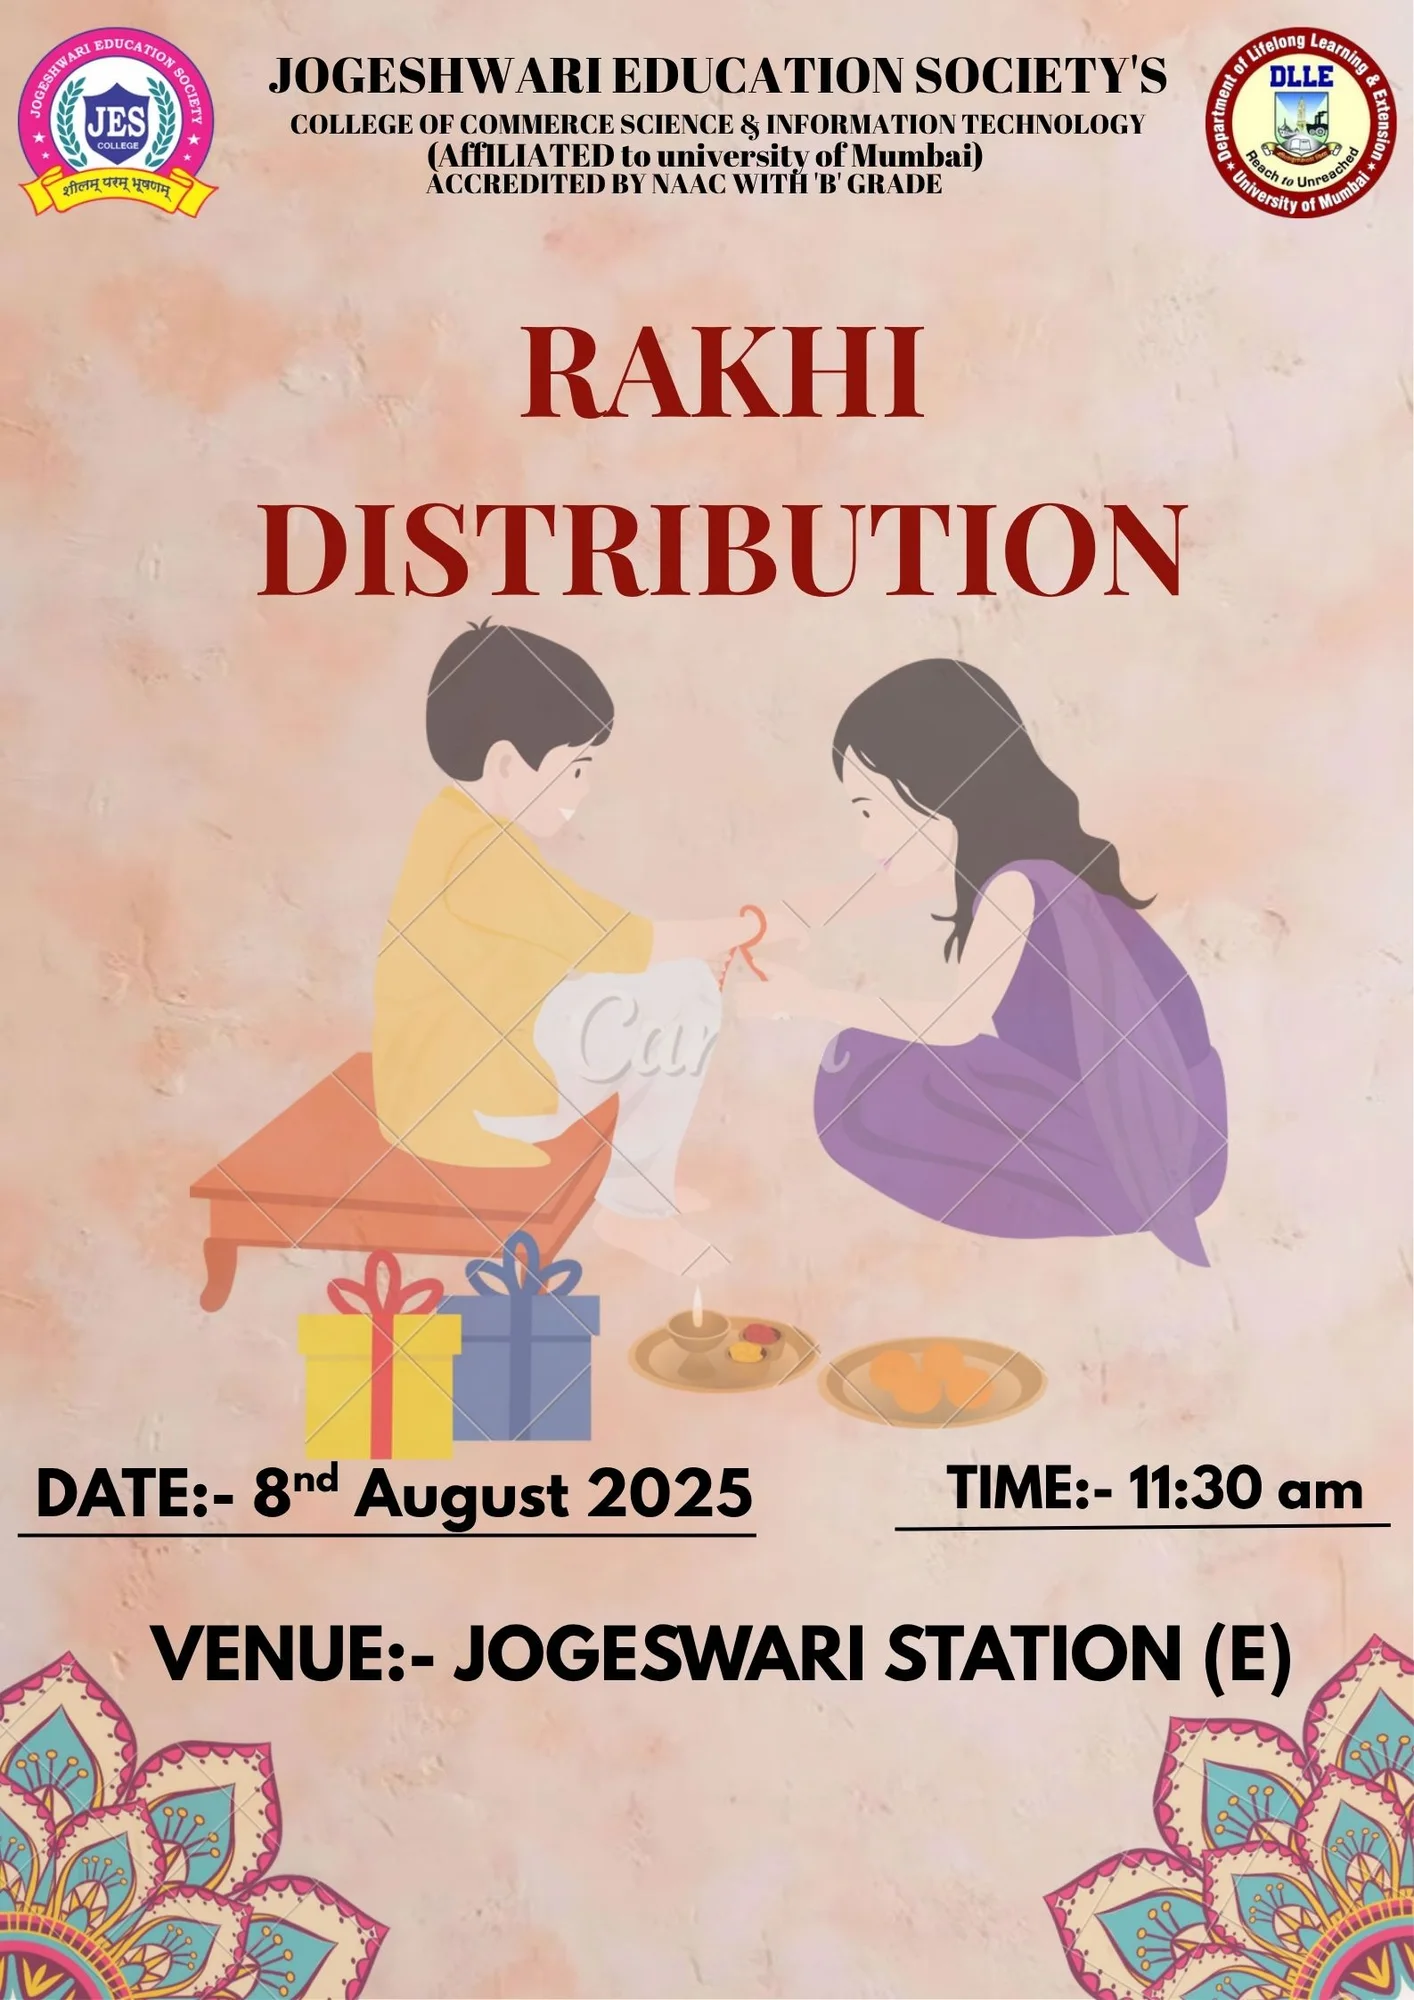 JOGESHWARI EDUCATION SOCIETY
JES
COLLEGE
शीलम् परम् भूषणम्
JOGESHWARI EDUCATION SOCIETY'S
COLLEGE OF COMMERCE SCIENCE & INFORMATION TECHNOLOGY
(AffILIATED to university of Mumbai)
ACCREDITED BY NAAC WITH 'B' GRADE
Department of Lifelong Learning & Extension
DLLE
Reach to Unreached
University of Mumbai
RAKHI
DISTRIBUTION
DATE:- 8nd August 2025
TIME:- 11:30 am
VENUE:- JOGESWARI STATION (E)